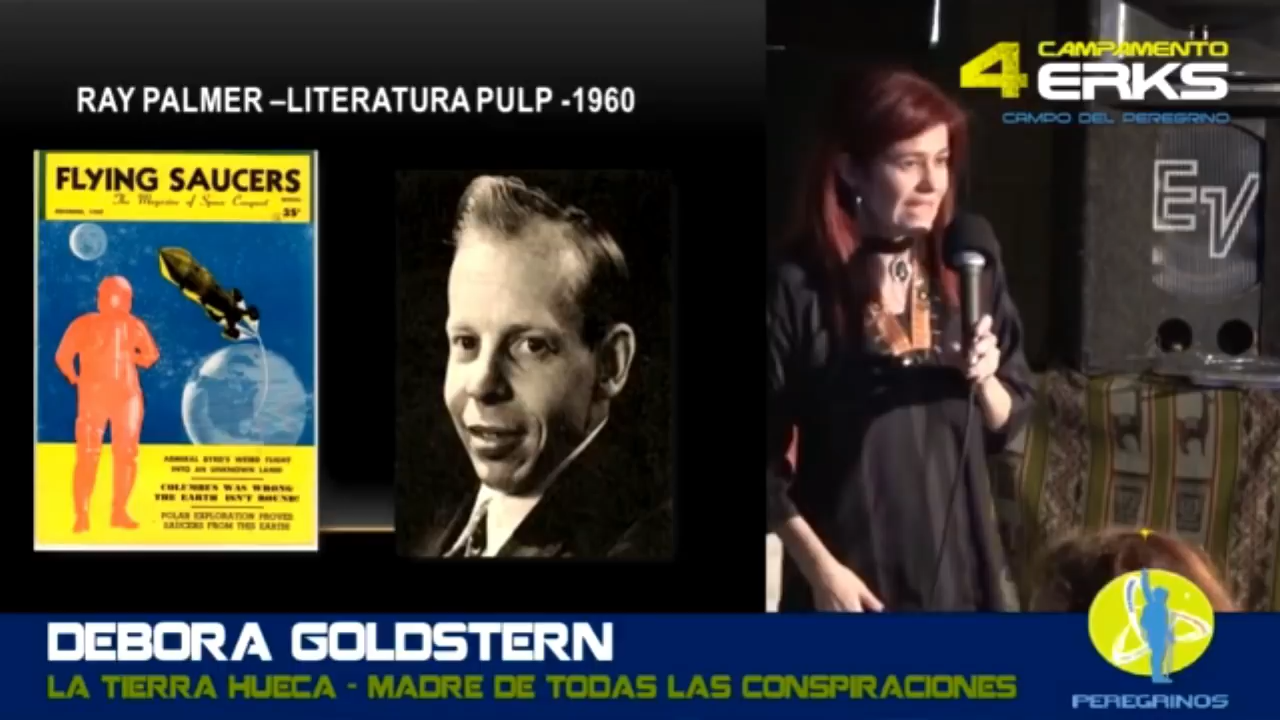 RAY PALMER –LITERATURA PULP -1960
FLYING SAUCERS
The Magazine of Space Conquest
35¢
ADMIRAL BYRD'S WEIRD FLIGHT
INTO AN UNKNOWN LAND!
COLUMBUS WAS WRONG
THE EARTH ISN'T ROUND!
POLAR EXPLORATION PROVES
SAUCERS FROM THIS EARTH!
4 CAMPAMENTO
ERKS
CAMPO DEL PEREGRINO
EV
DEBORA GOLDSTERN
LA TIERRA HUECA - MADRE DE TODAS LAS CONSPIRACIONES
PEREGRINOS